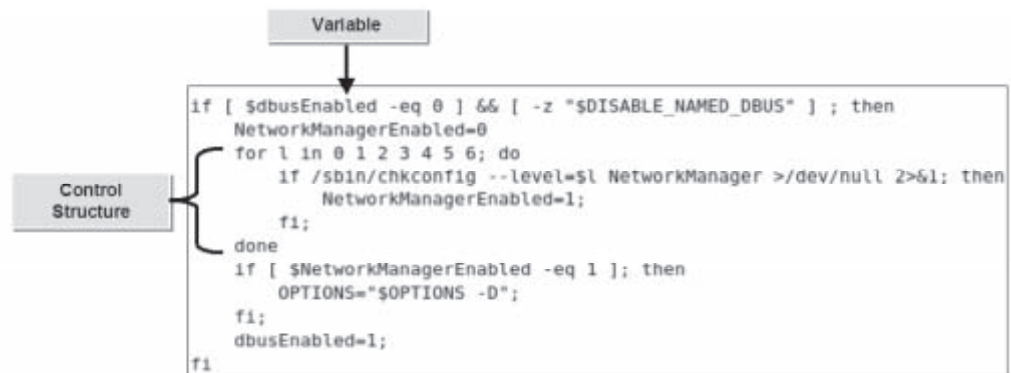 Variable
if [ $dbusEnabled -eq 0 ] && [ -z "$DISABLE_NAMED_DBUS" ] ; then
NetworkManagerEnabled=0
for l in 0 1 2 3 4 5 6; do
if /sbin/chkconfig --level=$l NetworkManager >/dev/null 2>&1; then
NetworkManagerEnabled=1;
fi;
done
Control
Structure
if [ $NetworkManagerEnabled -eq 1 ]; then
OPTIONS="$OPTIONS -D";
fi;
dbusEnabled=1;
fi